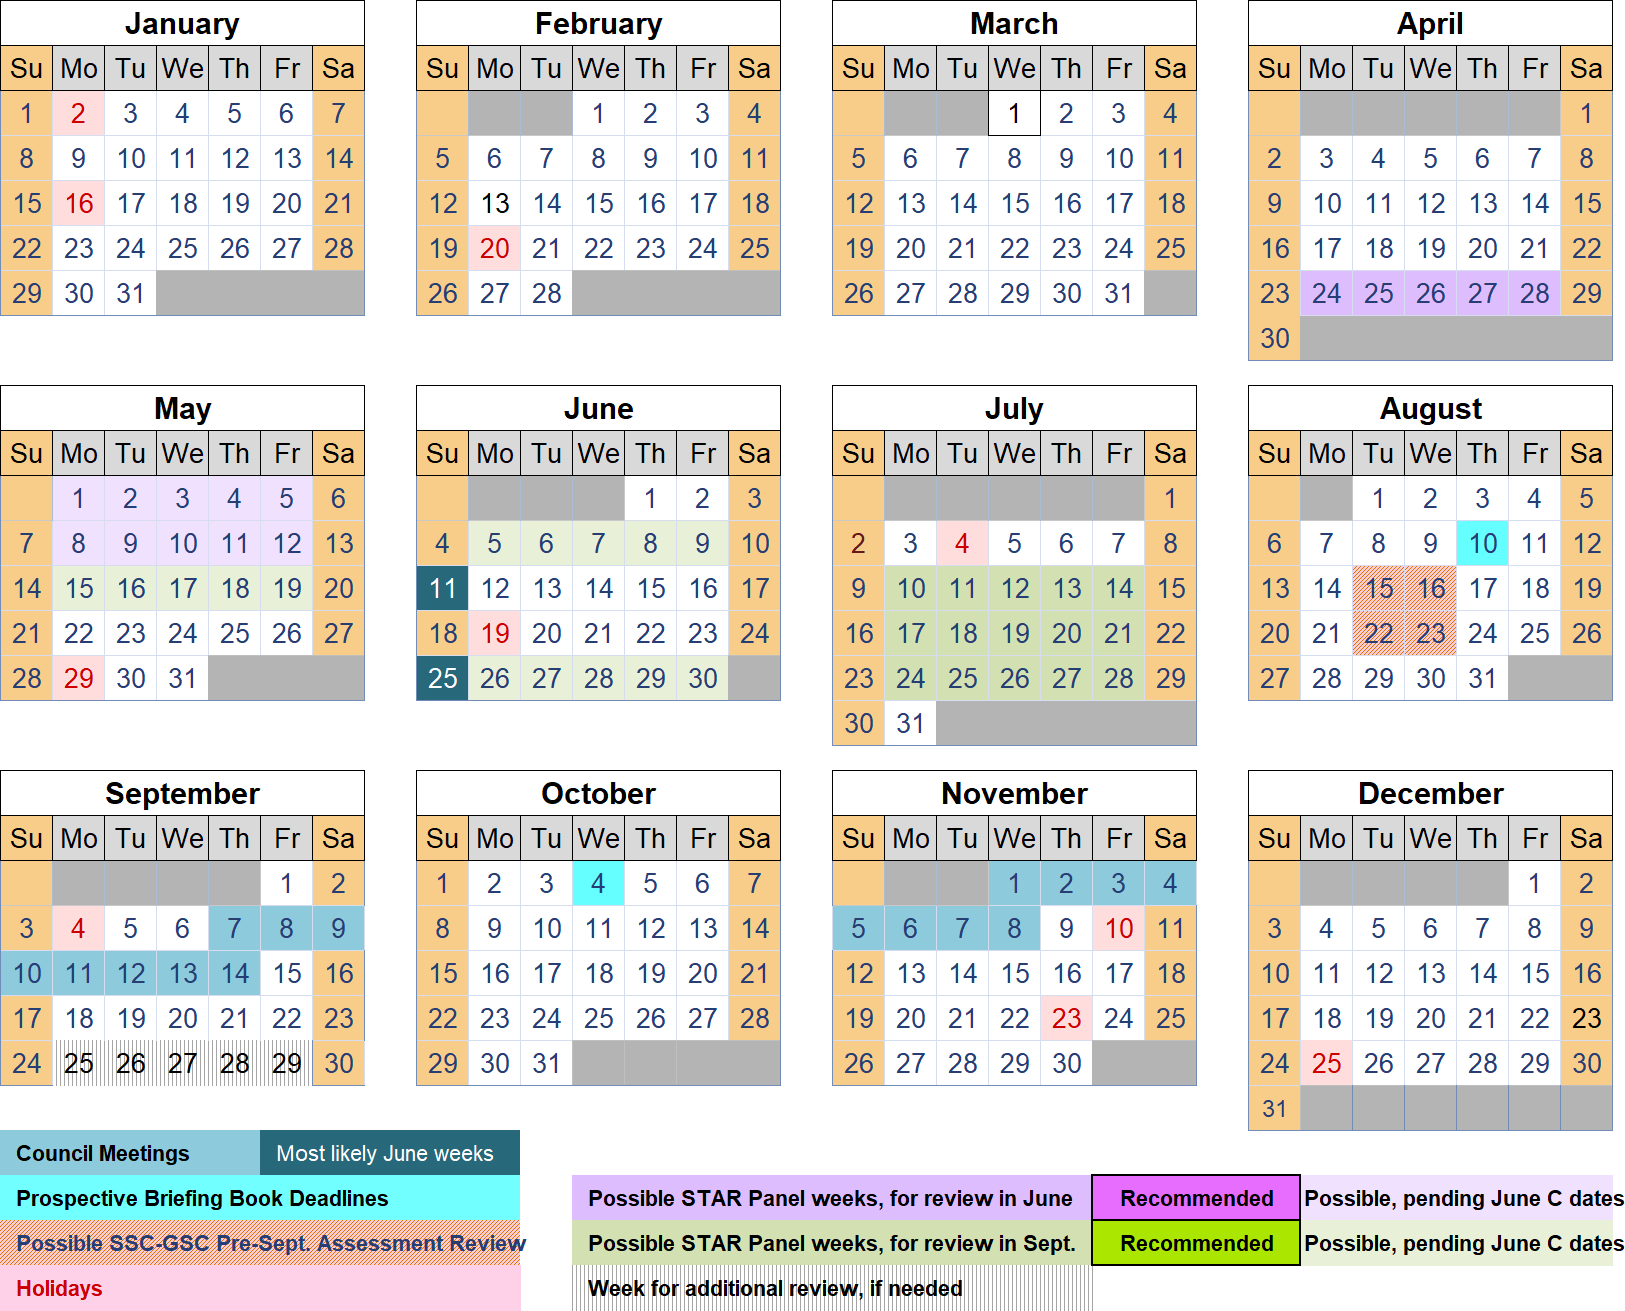 January February March April
Su Mo Tu We Th Fr Sa Su Mo Tu We Th Fr Sa Su Mo Tu We Th Fr Sa Su Mo Tu We Th Fr Sa
1 2 3 4 5 6 7 1 2 3 4 1 2 3 4 1
8 9 10 11 12 13 14 5 6 7 8 9 10 11 5 6 7 8 9 10 11 2 3 4 5 6 7 8
15 16 17 18 19 20 21 12 13 14 15 16 17 18 12 13 14 15 16 17 18 9 10 11 12 13 14 15
22 23 24 25 26 27 28 19 20 21 22 23 24 25 19 20 21 22 23 24 25 16 17 18 19 20 21 22
29 30 31 26 27 28 26 27 28 29 30 31 23 24 25 26 27 28 29
30
May June July August
Su Mo Tu We Th Fr Sa Su Mo Tu We Th Fr Sa Su Mo Tu We Th Fr Sa Su Mo Tu We Th Fr Sa
1 2 3 4 5 6 1 2 3 1 1 2 3 4 5
7 8 9 10 11 12 13 4 5 6 7 8 9 10 2 3 4 5 6 7 8 6 7 8 9 10 11 12
14 15 16 17 18 19 20 11 12 13 14 15 16 17 9 10 11 12 13 14 15 13 14 15 16 17 18 19
21 22 23 24 25 26 27 18 19 20 21 22 23 24 16 17 18 19 20 21 22 20 21 22 23 24 25 26
28 29 30 31 25 26 27 28 29 30 23 24 25 26 27 28 29 27 28 29 30 31
30 31
September October November December
Su Mo Tu We Th Fr Sa Su Mo Tu We Th Fr Sa Su Mo Tu We Th Fr Sa Su Mo Tu We Th Fr Sa
1 2 1 2 3 4 5 6 7 1 2 3 4 1 2
3 4 5 6 7 8 9 8 9 10 11 12 13 14 5 6 7 8 9 10 11 3 4 5 6 7 8 9
10 11 12 13 14 15 16 15 16 17 18 19 20 21 12 13 14 15 16 17 18 10 11 12 13 14 15 16
17 18 19 20 21 22 23 22 23 24 25 26 27 28 19 20 21 22 23 24 25 17 18 19 20 21 22 23
24 25 26 27 28 29 30 29 30 31 26 27 28 29 30 24 25 26 27 28 29 30
31
Council Meetings Most likely June weeks
Prospective Briefing Book Deadlines Possible STAR Panel weeks, for review in June Recommended Possible, pending June C dates
Possible SSC-GSC Pre-Sept. Assessment Review Possible STAR Panel weeks, for review in Sept. Recommended Possible, pending June C dates
Holidays Week for additional review, if needed